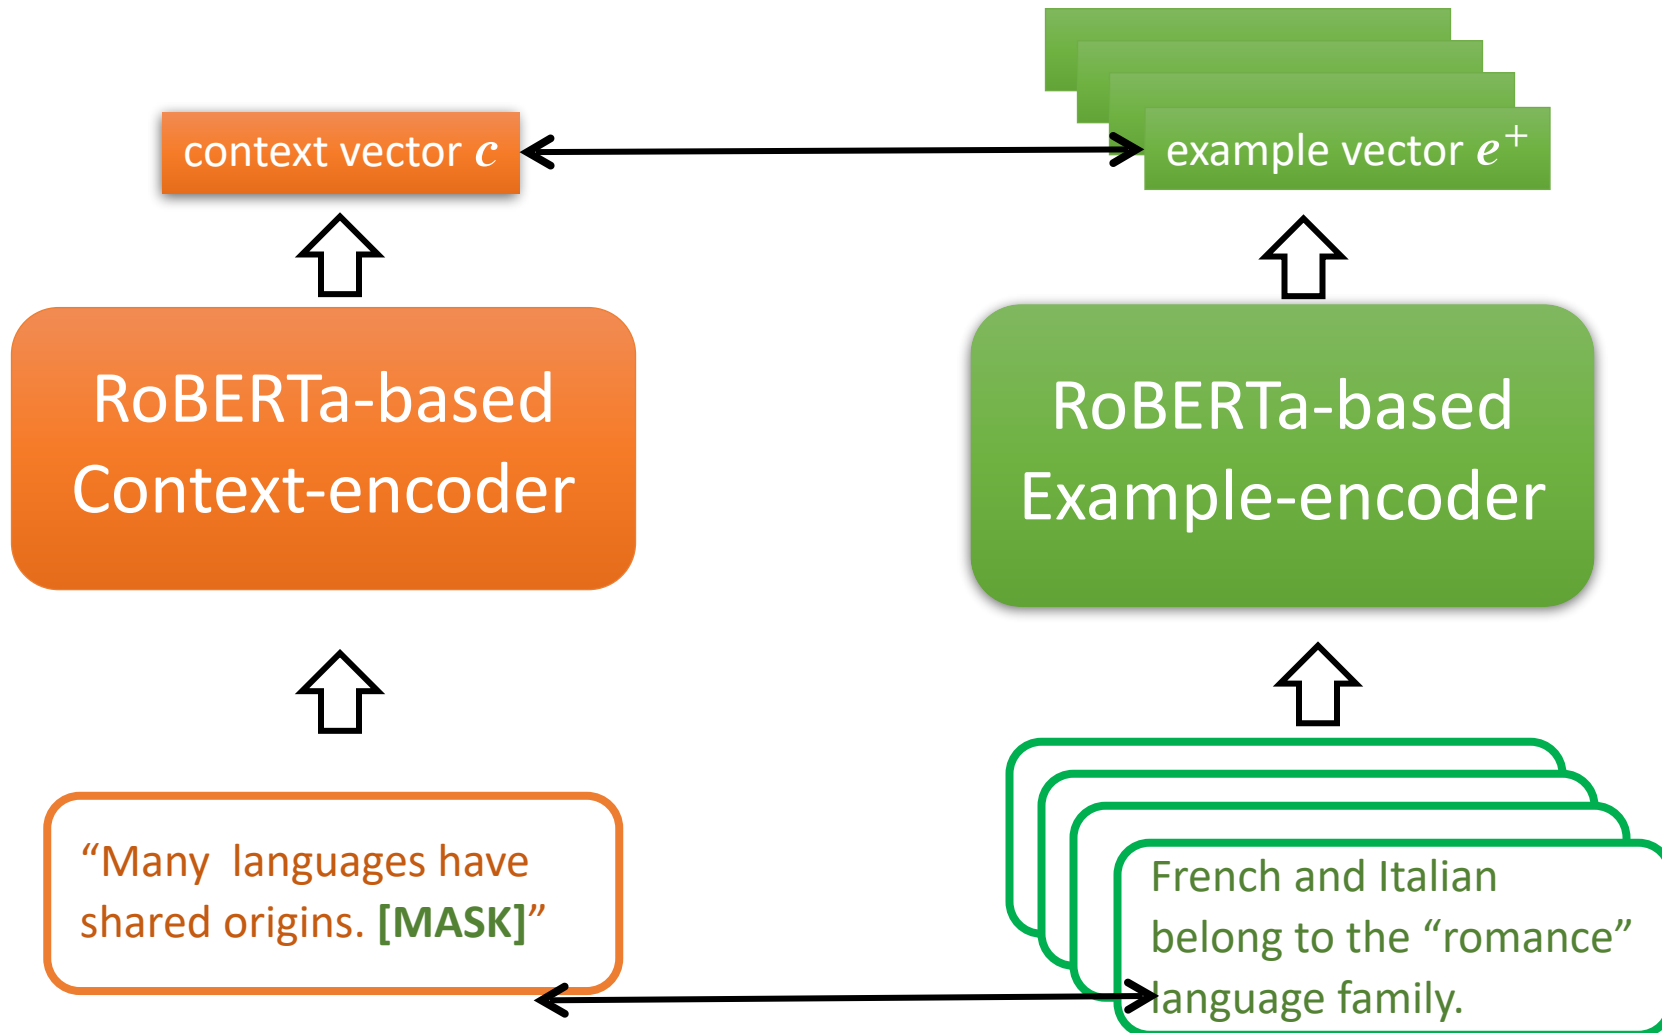 context vector c
example vector e⁺
RoBERTa-based
Context-encoder
RoBERTa-based
Example-encoder
“Many languages have
shared origins. [MASK]”
French and Italian
belong to the “romance”
language family.